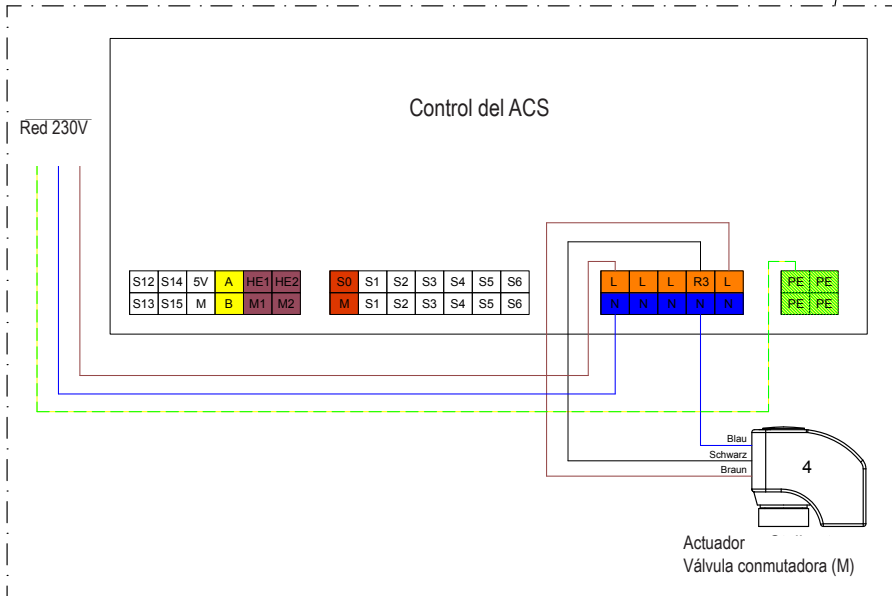 Control del ACS
Red 230V
S12 S14 5V A HE1 HE2 S0 S1 S2 S3 S4 S5 S6 L L L R3 L PE PE
S13 S15 M B M1 M2 M S1 S2 S3 S4 S5 S6 N N N N N PE PE
Blau
Schwarz
Braun
4
Actuador
Válvula conmutadora (M)